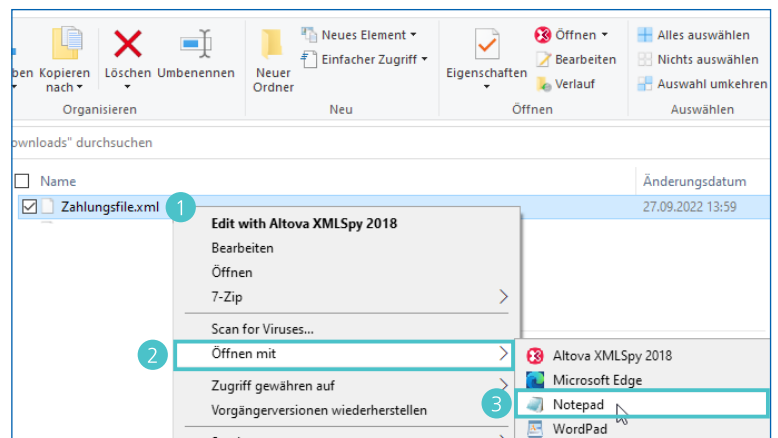 Neues Element
Einfacher Zugriff
Kopieren nach
Löschen
Umbenennen
Neuer Ordner
Eigenschaften
Öffnen
Bearbeiten
Verlauf
Alles auswählen
Nichts auswählen
Auswahl umkehren
Organisieren
Neu
Öffnen
Auswählen
durchsuchen
Name
Änderungsdatum
Zahlungsfile.xml
1
27.09.2022 13:59
Edit with Altova XMLSpy 2018
Bearbeiten
Öffnen
7-Zip
Scan for Viruses...
2
Öffnen mit
Altova XMLSpy 2018
Zugriff gewähren auf
Microsoft Edge
3
Notepad
Vorgängerversionen wiederherstellen
WordPad